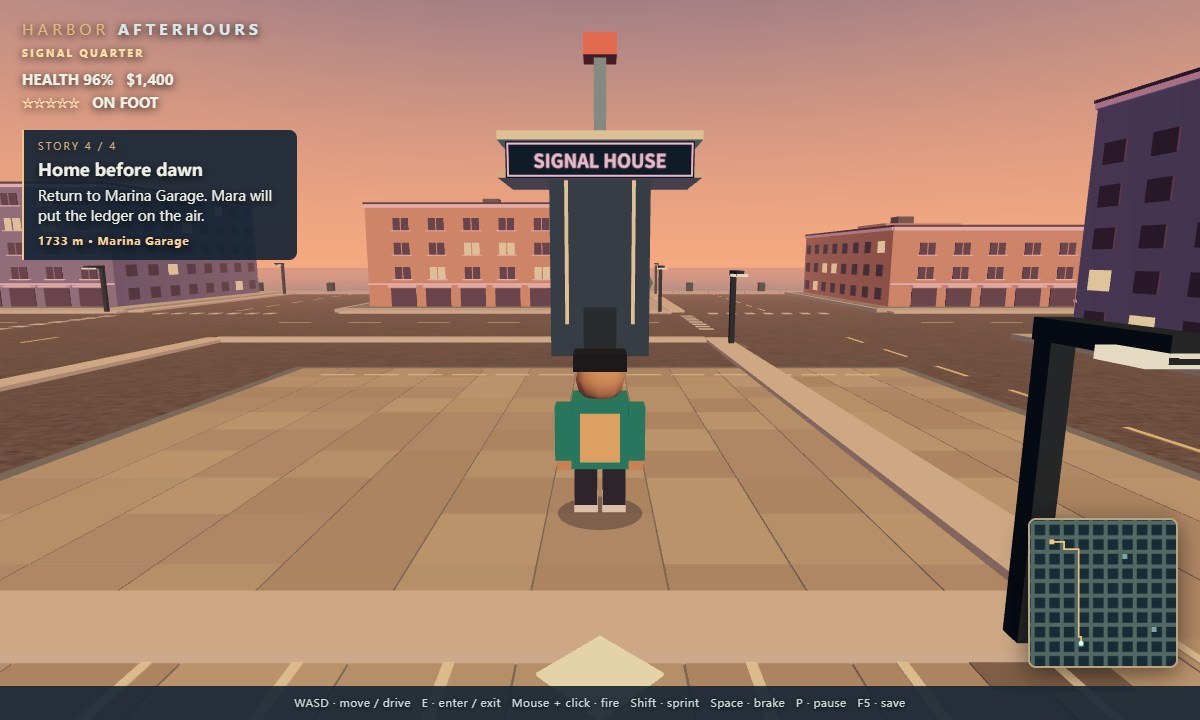 HARBOR AFTERHOURS
SIGNAL QUARTER
HEALTH 96% $1,400
☆☆☆☆☆ ON FOOT
STORY 4 / 4
Home before dawn
Return to Marina Garage. Mara will
put the ledger on the air.
1733 m • Marina Garage
SIGNAL HOUSE
WASD · move / drive E · enter / exit Mouse + click · fire Shift · sprint Space · brake P · pause F5 · save